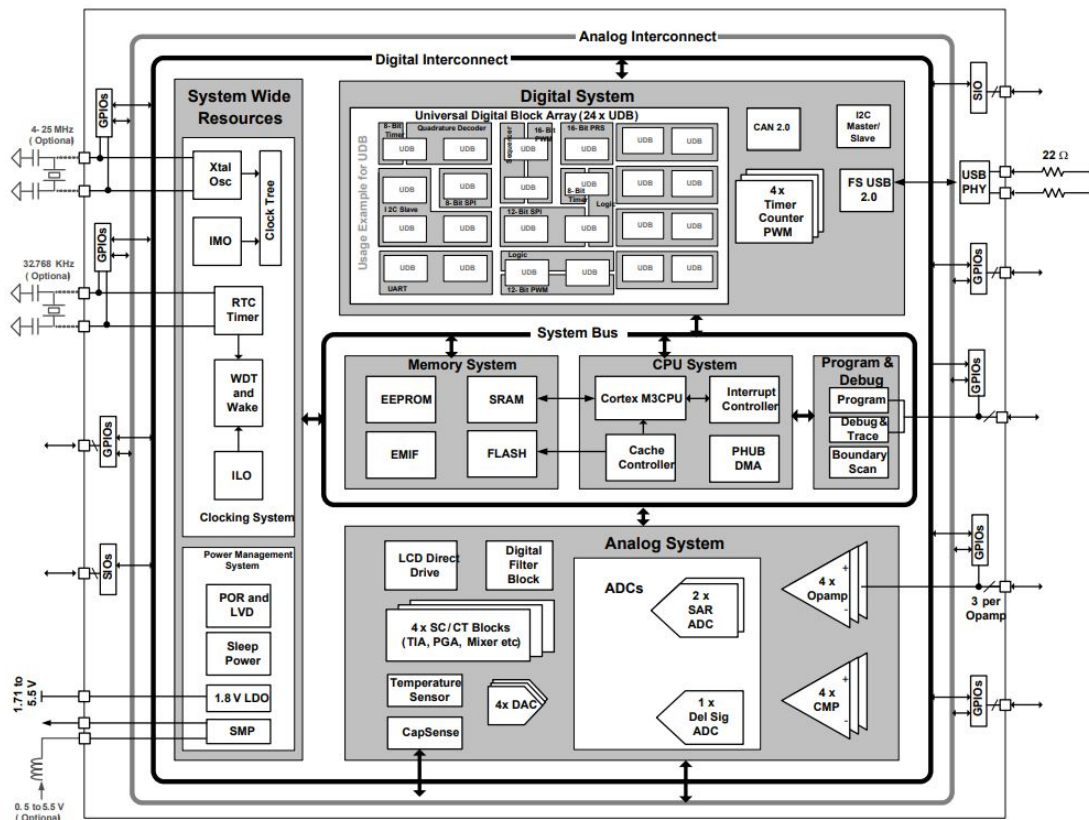 Analog Interconnect
Digital Interconnect
System Wide
Resources
4- 25 MHz
( Optional)
GPIOs
Xtal
Osc
Clock Tree
IMO
32.768 KHz
( Optional)
GPIOs
RTC
Timer
WDT
and
Wake
ILO
Clocking System
GPIOs
SIOs
Power Management
System
POR and
LVD
Sleep
Power
1.8 V LDO
SMP
1.71 to
5.5 V
0. 5 to 5.5 V
( Optional)
Digital System
Universal Digital Block Array (24 x UDB)
Usage Example for UDB
8- Bit
Timer
Quadrature Decoder
Sequencer
16- Bit
PWM
16- Bit PRS
UDB
UDB
UDB
UDB
UDB
UDB
UDB
UDB
UDB
UDB
UDB
UDB
UDB
UDB
I2C Slave
8- Bit SPI
12- Bit SPI
8- Bit
Timer
Logic
UDB
UDB
UDB
UDB
UDB
UDB
Logic
UDB
UDB
UDB
UDB
UDB
UDB
UART
12- Bit PWM
CAN 2.0
I2C
Master/
Slave
4 x
Timer
Counter
PWM
FS USB
2.0
SIO
USB
PHY
22 Ω
GPIOs
System Bus
Memory System
EEPROM
SRAM
EMIF
FLASH
CPU System
Cortex M3CPU
Interrupt
Controller
Cache
Controller
PHUB
DMA
Program &
Debug
Program
Debug &
Trace
Boundary
Scan
GPIOs
Analog System
LCD Direct
Drive
Digital
Filter
Block
4 x SC / CT Blocks
(TIA, PGA, Mixer etc)
Temperature
Sensor
4x DAC
CapSense
ADCs
2 x
SAR
ADC
1 x
Del Sig
ADC
4 x
Opamp
+
-
4 x
CMP
+
-
GPIOs
3 per
Opamp
GPIOs